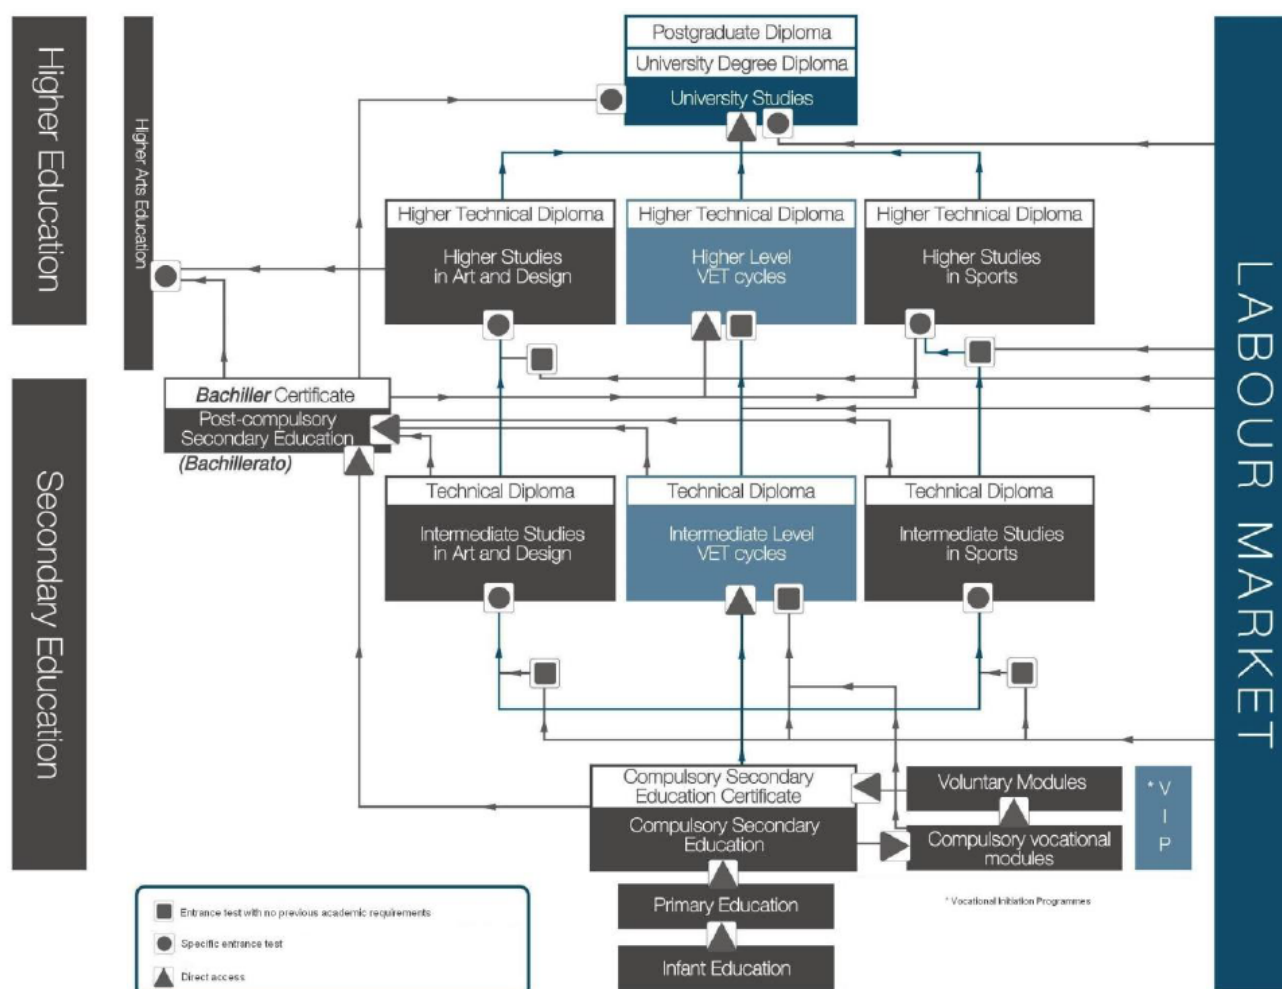 Higher Education
Higher Arts Education
Postgraduate Diploma
University Degree Diploma
University Studies
Higher Technical Diploma
Higher Studies
in Art and Design
Higher Technical Diploma
Higher Level
VET cycles
Higher Technical Diploma
Higher Studies
in Sports
LABOUR MARKET
Secondary Education
Bachiller Certificate
Post-compulsory
Secondary Education
(Bachillerato)
Technical Diploma
Intermediate Studies
in Art and Design
Technical Diploma
Intermediate Level
VET cycles
Technical Diploma
Intermediate Studies
in Sports
Compulsory Secondary
Education Certificate
Compulsory Secondary
Education
Voluntary Modules
Compulsory vocational
modules
* V
I
P
Primary Education
Infant Education
* Vocational Initiation Programmes
Entrance test with no previous academic requirements
Specific entrance test
Direct access